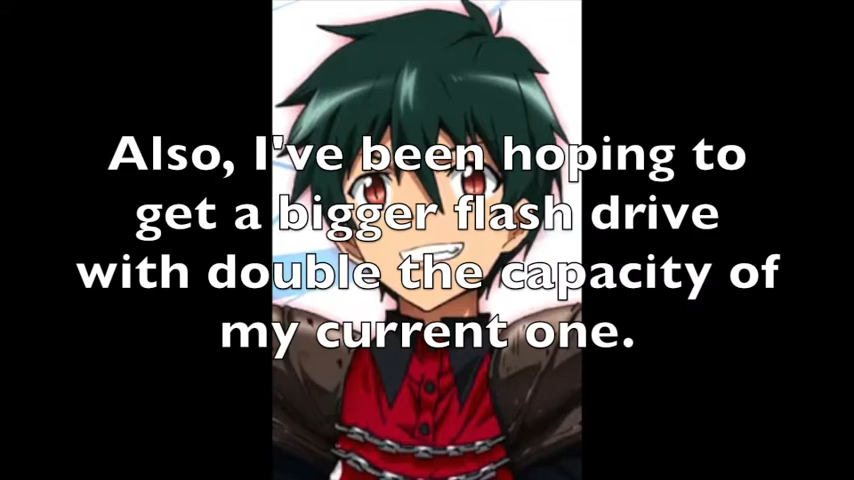 Also, I've been hoping to
get a bigger flash drive
with double the capacity of
my current one.